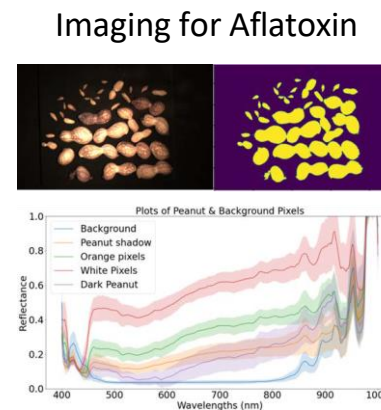 Imaging for Aflatoxin
Plots of Peanut & Background Pixels
Background
Peanut shadow
Orange pixels
White Pixels
Dark Peanut
Reflectance
1.0
0.8
0.6
0.4
0.2
0.0
400
500
600
700
800
900
Wavelengths (nm)